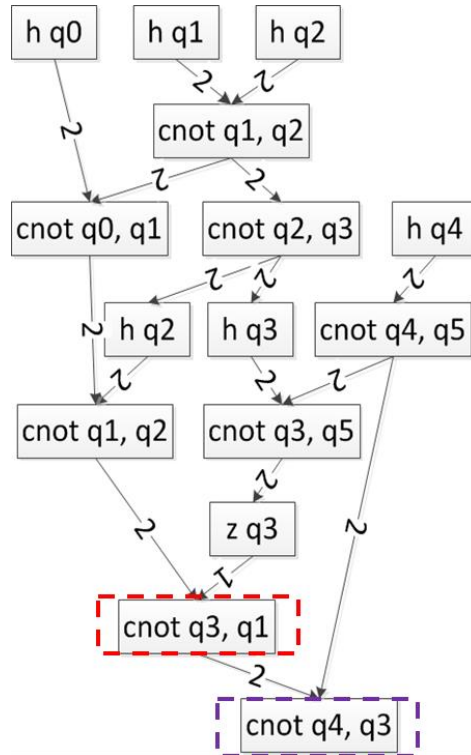 h q0 h q1 h q2
2 2
cnot q1, q2
2
2 2
cnot q0, q1 cnot q2, q3 h q4
2 2 2
2 h q2 h q3 cnot q4, q5
2 2 2
cnot q1, q2 cnot q3, q5
2
2 z q3 2
1
cnot q3, q1
2
cnot q4, q3